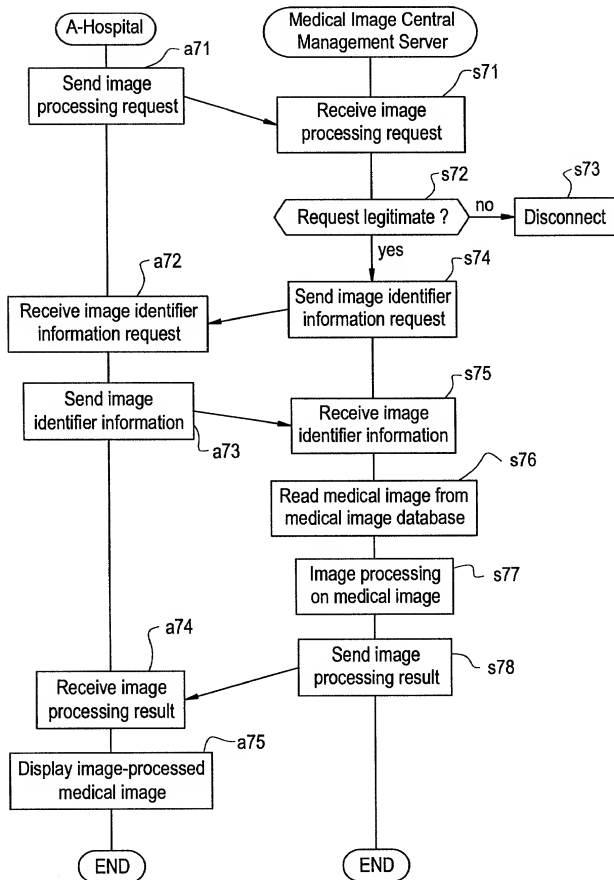 A-Hospital
Medical Image Central
Management Server
a71
Send image
processing request
s71
Receive image
processing request
s72
Request legitimate ?
no
s73
Disconnect
yes
a72
Receive image identifier
information request
s74
Send image identifier
information request
Send image
identifier information
a73
s75
Receive image
identifier information
s76
Read medical image from
medical image database
Image processing
on medical image
s77
a74
Receive image
processing result
Send image
processing result
s78
a75
Display image-processed
medical image
END
END